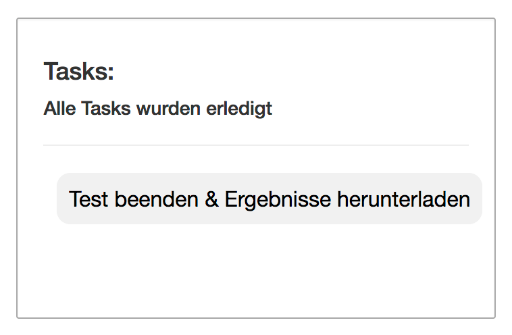 Tasks:
Alle Tasks wurden erledigt
Test beenden & Ergebnisse herunterladen